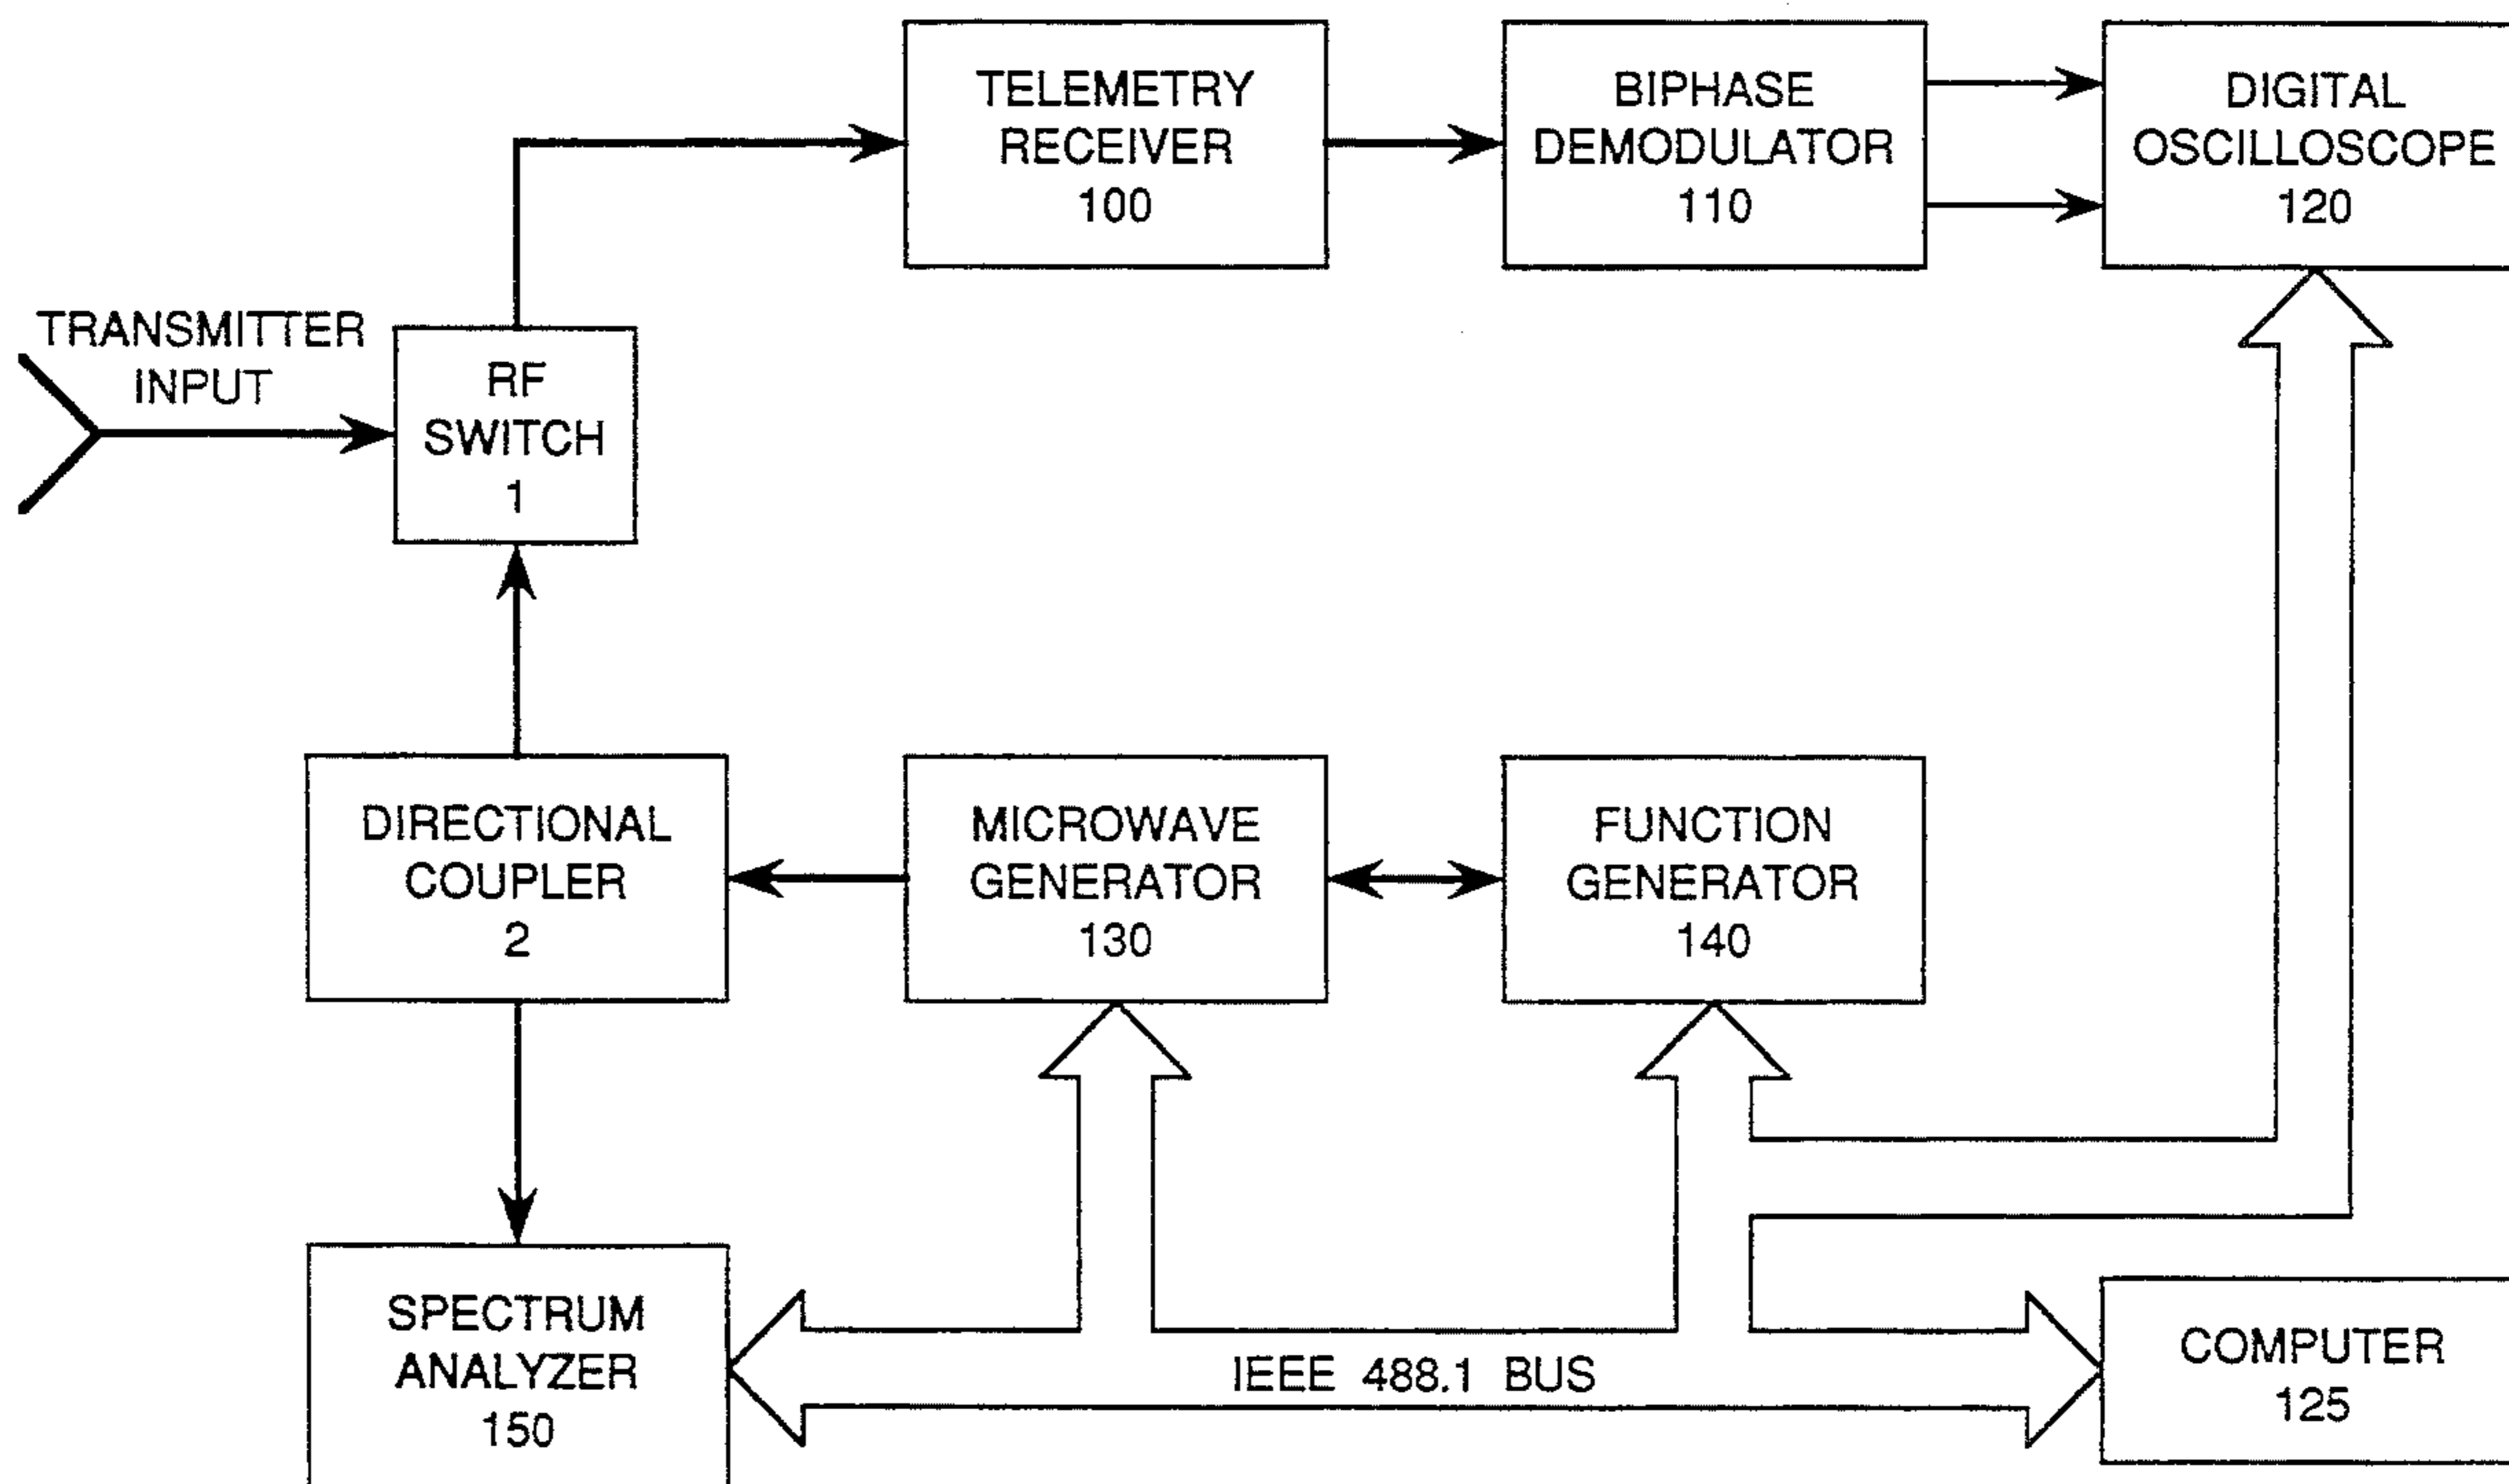 TELEMETRY
RECEIVER
100
BIPHASE
DEMODULATOR
110
DIGITAL
OSCILLOSCOPE
120
TRANSMITTER
INPUT
RF
SWITCH
1
DIRECTIONAL
COUPLER
2
MICROWAVE
GENERATOR
130
FUNCTION
GENERATOR
140
SPECTRUM
ANALYZER
150
IEEE 488.1 BUS
COMPUTER
125